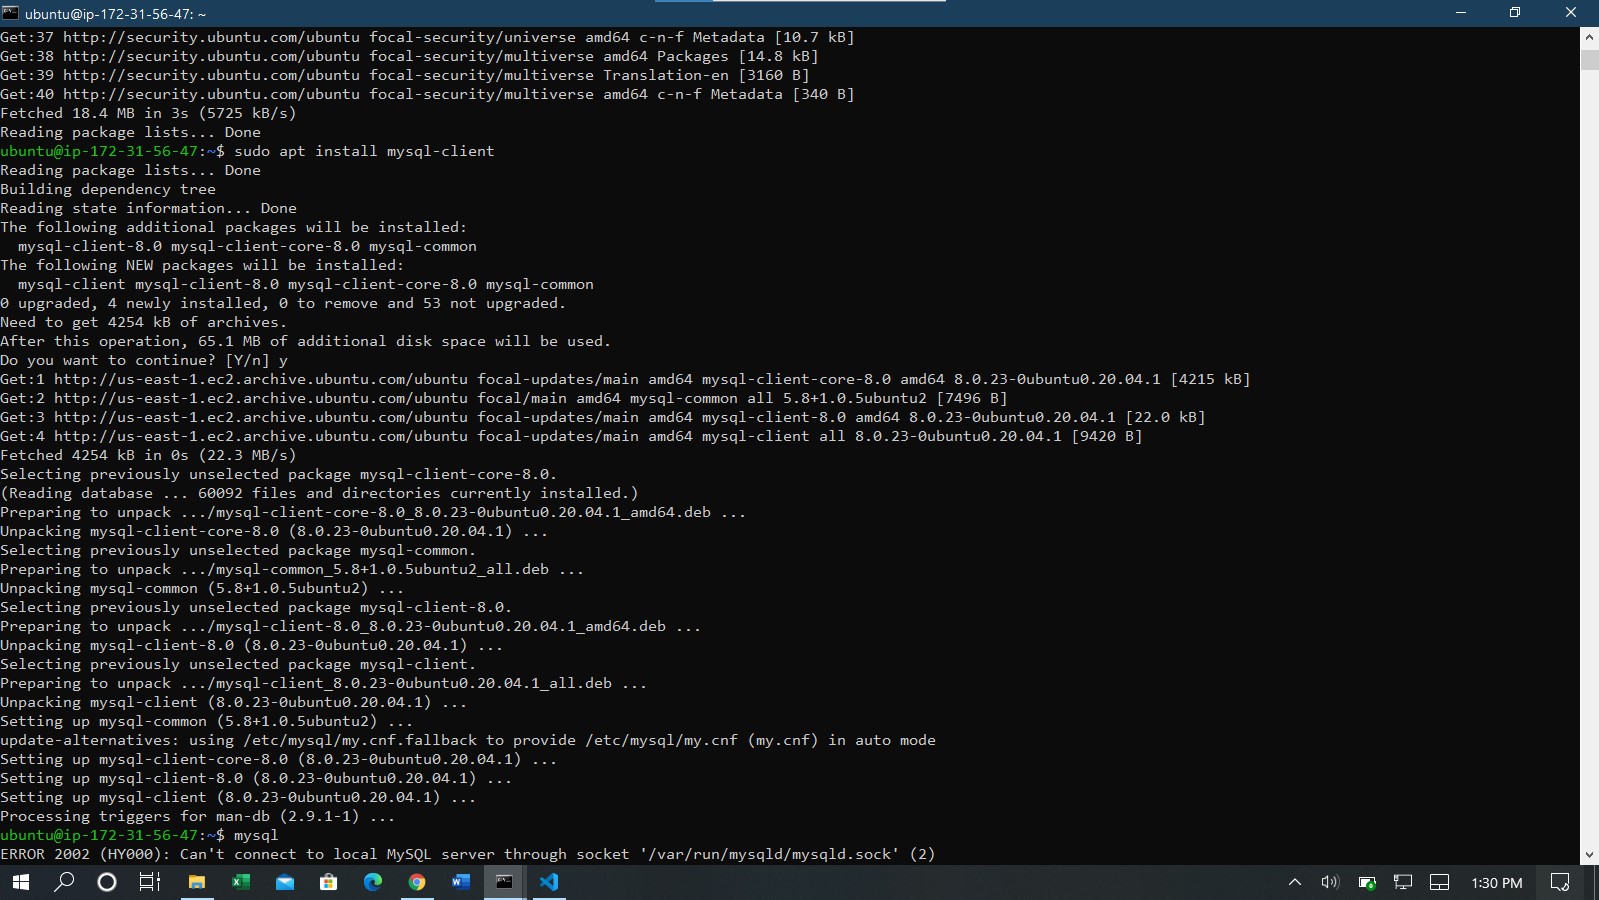 ubuntu@ip-172-31-56-47: ~
Get:37 http://security.ubuntu.com/ubuntu focal-security/universe amd64 c-n-f Metadata [10.7 kB]
Get:38 http://security.ubuntu.com/ubuntu focal-security/multiverse amd64 Packages [14.8 kB]
Get:39 http://security.ubuntu.com/ubuntu focal-security/multiverse Translation-en [3160 B]
Get:40 http://security.ubuntu.com/ubuntu focal-security/multiverse amd64 c-n-f Metadata [340 B]
Fetched 18.4 MB in 3s (5725 kB/s)
Reading package lists... Done
ubuntu@ip-172-31-56-47:~$ sudo apt install mysql-client
Reading package lists... Done
Building dependency tree
Reading state information... Done
The following additional packages will be installed:
  mysql-client-8.0 mysql-client-core-8.0 mysql-common
The following NEW packages will be installed:
  mysql-client mysql-client-8.0 mysql-client-core-8.0 mysql-common
0 upgraded, 4 newly installed, 0 to remove and 53 not upgraded.
Need to get 4254 kB of archives.
After this operation, 65.1 MB of additional disk space will be used.
Do you want to continue? [Y/n] y
Get:1 http://us-east-1.ec2.archive.ubuntu.com/ubuntu focal-updates/main amd64 mysql-client-core-8.0 amd64 8.0.23-0ubuntu0.20.04.1 [4215 kB]
Get:2 http://us-east-1.ec2.archive.ubuntu.com/ubuntu focal/main amd64 mysql-common all 5.8+1.0.5ubuntu2 [7496 B]
Get:3 http://us-east-1.ec2.archive.ubuntu.com/ubuntu focal-updates/main amd64 mysql-client-8.0 amd64 8.0.23-0ubuntu0.20.04.1 [22.0 kB]
Get:4 http://us-east-1.ec2.archive.ubuntu.com/ubuntu focal-updates/main amd64 mysql-client all 8.0.23-0ubuntu0.20.04.1 [9420 B]
Fetched 4254 kB in 0s (22.3 MB/s)
Selecting previously unselected package mysql-client-core-8.0.
(Reading database ... 60092 files and directories currently installed.)
Preparing to unpack .../mysql-client-core-8.0_8.0.23-0ubuntu0.20.04.1_amd64.deb ...
Unpacking mysql-client-core-8.0 (8.0.23-0ubuntu0.20.04.1) ...
Selecting previously unselected package mysql-common.
Preparing to unpack .../mysql-common_5.8+1.0.5ubuntu2_all.deb ...
Unpacking mysql-common (5.8+1.0.5ubuntu2) ...
Selecting previously unselected package mysql-client-8.0.
Preparing to unpack .../mysql-client-8.0_8.0.23-0ubuntu0.20.04.1_amd64.deb ...
Unpacking mysql-client-8.0 (8.0.23-0ubuntu0.20.04.1) ...
Selecting previously unselected package mysql-client.
Preparing to unpack .../mysql-client_8.0.23-0ubuntu0.20.04.1_all.deb ...
Unpacking mysql-client (8.0.23-0ubuntu0.20.04.1) ...
Setting up mysql-common (5.8+1.0.5ubuntu2) ...
update-alternatives: using /etc/mysql/my.cnf.fallback to provide /etc/mysql/my.cnf (my.cnf) in auto mode
Setting up mysql-client-core-8.0 (8.0.23-0ubuntu0.20.04.1) ...
Setting up mysql-client-8.0 (8.0.23-0ubuntu0.20.04.1) ...
Setting up mysql-client (8.0.23-0ubuntu0.20.04.1) ...
Processing triggers for man-db (2.9.1-1) ...
ubuntu@ip-172-31-56-47:~$ mysql
ERROR 2002 (HY000): Can't connect to local MySQL server through socket '/var/run/mysqld/mysqld.sock' (2)
1:30 PM